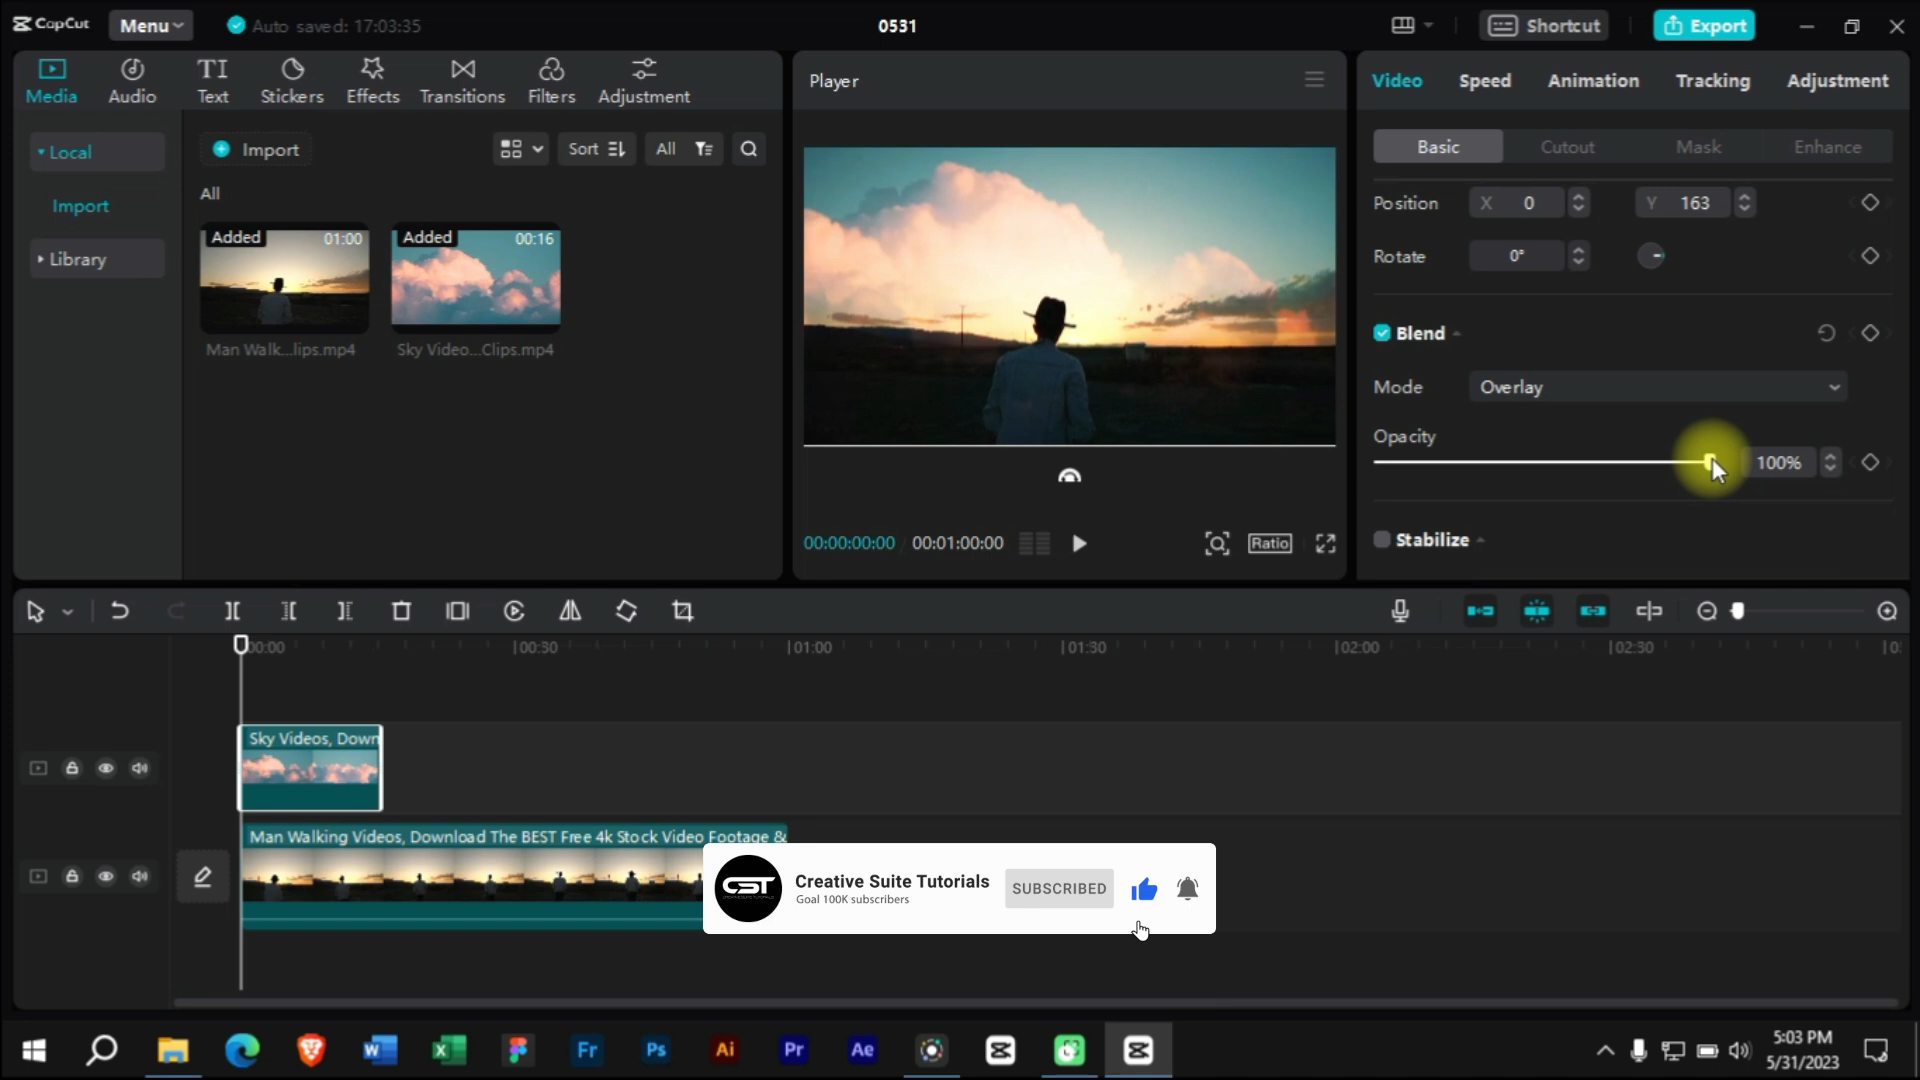 CapCut
Menu
Auto saved: 17:03:35
0531
Shortcut
Export
Media
Audio
TI
Text
Stickers
Effects
Transitions
Filters
Adjustment
Player
Video
Speed
Animation
Tracking
Adjustment
Local
Import
Library
Import
Sort
All
All
Added
01:00
Added
00:16
Man Walk...lips.mp4
Sky Video...Clips.mp4
00:00:00:00
00:01:00:00
Ratio
Basic
Cutout
Mask
Enhance
Position
X 0
Y 163
Rotate
0°
Blend
Mode
Overlay
Opacity
100%
Stabilize
00:00
00:30
01:00
01:30
02:00
02:30
Sky Videos, Down
Man Walking Videos, Download The BEST Free 4k Stock Video Footage &
CST
Creative Suite Tutorials
Goal 100K subscribers
SUBSCRIBED
W
X
Fr
Ps
Ai
Pr
Ae
5:03 PM
5/31/2023